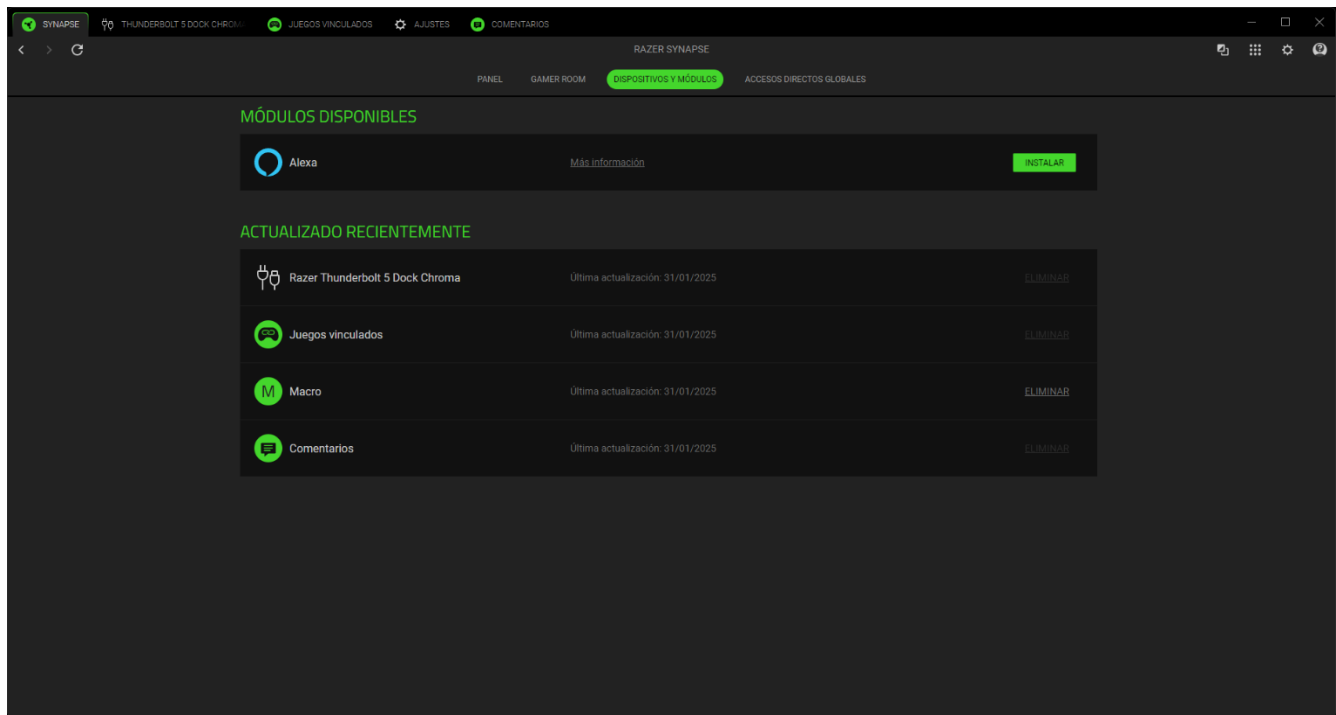 SYNAPSE THUNDERBOLT 5 DOCK CHROMA JUEGOS VINCULADOS AJUSTES COMENTARIOS
RAZER SYNAPSE
PANEL GAMER ROOM DISPOSITIVOS Y MÓDULOS ACCESOS DIRECTOS GLOBALES
MÓDULOS DISPONIBLES
Alexa Más información INSTALAR
ACTUALIZADO RECIENTEMENTE
Razer Thunderbolt 5 Dock Chroma Última actualización: 31/01/2025 ELIMINAR
Juegos vinculados Última actualización: 31/01/2025 ELIMINAR
M Macro Última actualización: 31/01/2025 ELIMINAR
Comentarios Última actualización: 31/01/2025 ELIMINAR